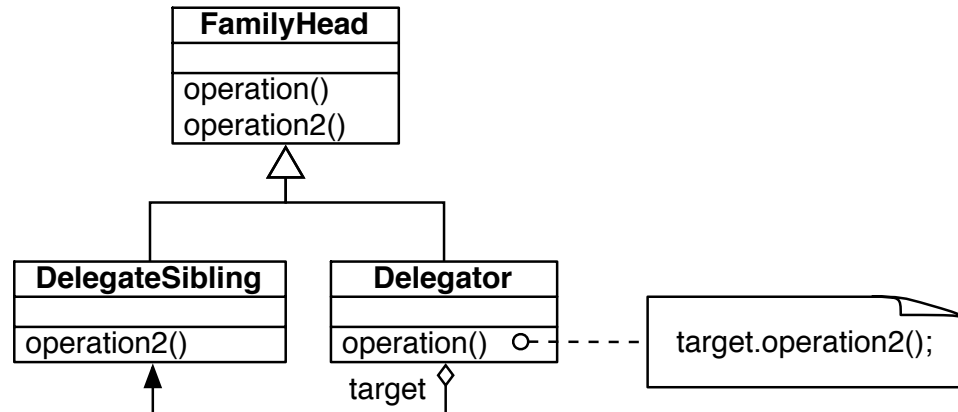 FamilyHead
operation()
operation2()
DelegateSibling
operation2()
Delegator
operation()
target.operation2();
target